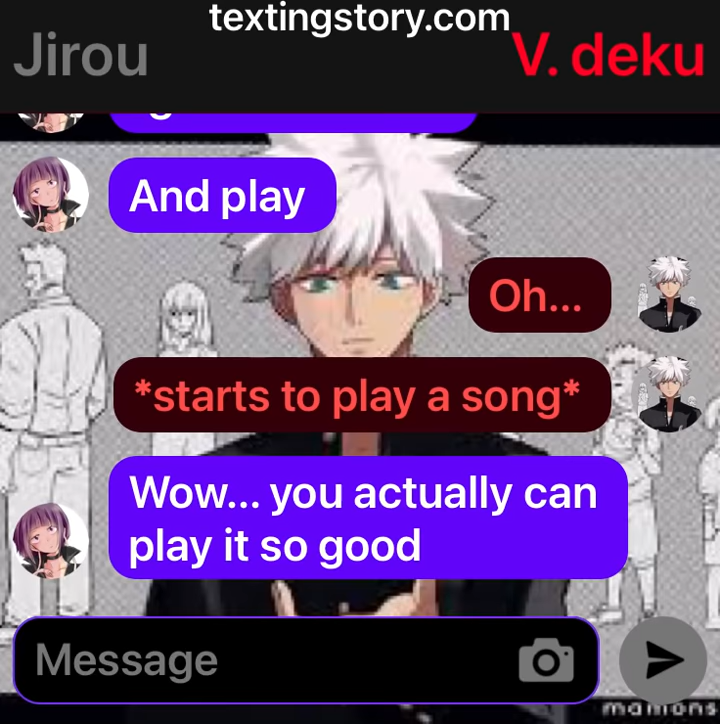 textingstory.com
Jirou
V. deku
And play
Oh...
*starts to play a song*
Wow... you actually can
play it so good
Message